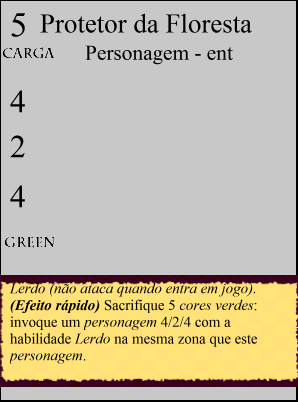 5 Protetor da Floresta
CARGA Personagem - ent
4
2
4
GREEN
Lerdo (não ataca quando entra em jogo).
(Efeito rápido) Sacrifique 5 cores verdes:
invoque um personagem 4/2/4 com a
habilidade Lerdo na mesma zona que este
personagem.